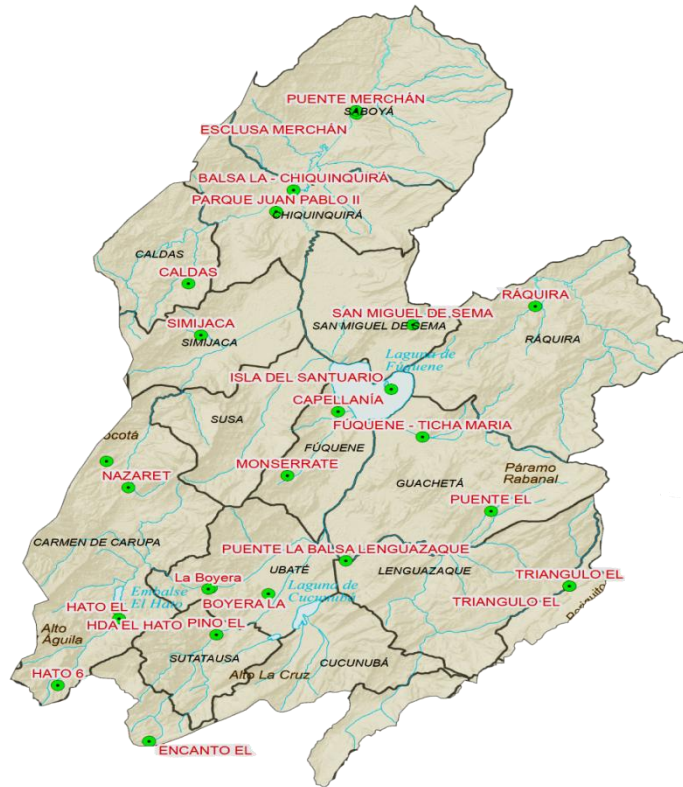 PUENTE MERCHÁN
SABOYÁ
ESCLUSA MERCHÁN
BALSA LA - CHIQUINQUIRÁ
PARQUE JUAN PABLO II
CHIQUINQUIRÁ
CALDAS
CALDAS
RÁQUIRA
SAN MIGUEL DE SEMA
SAN MIGUEL DE SEMA
SIMIJACA
SIMIJACA
RÁQUIRA
Laguna de
Fúquene
ISLA DEL SANTUARIO
CAPELLANÍA
SUSA
FÚQUENE - TICHA MARIA
FÚQUENE
NAZARET
MONSERRATE
Páramo
Rabanal
GUACHETÁ
PUENTE EL
CARMEN DE CARUPA
PUENTE LA BALSA LENGUAZAQUE
UBATÉ
LENGUAZAQUE
La Boyera
TRIANGULO EL
Embalse
El Hato
Laguna de
Cucunubá
BOYERA LA
TRIANGULO EL
HATO EL
HDA EL HATO
PINO EL
Alto
Águila
SUTATAUSA
CUCUNUBÁ
HATO 6
Alto La Cruz
ENCANTO EL